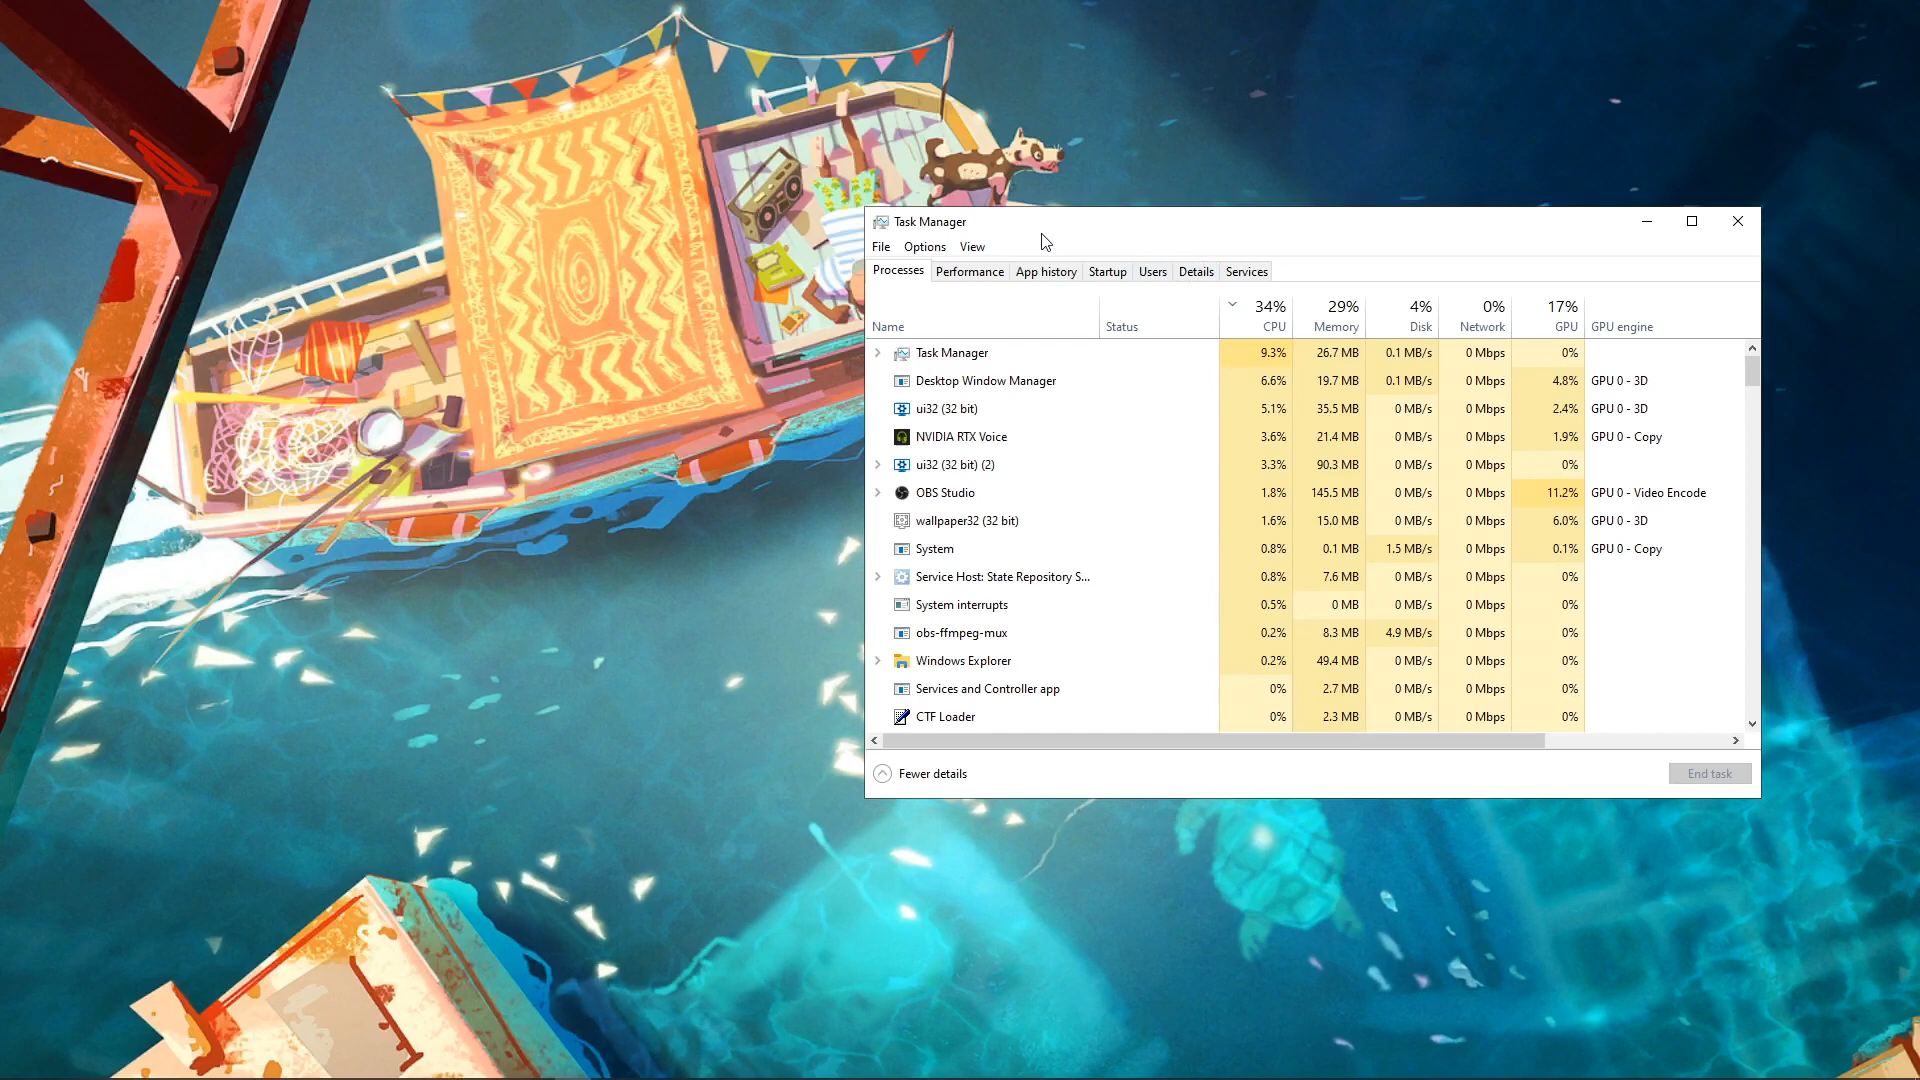 Task Manager
File Options View
Processes Performance App history Startup Users Details Services
34% 29% 4% 0% 17%
Name Status CPU Memory Disk Network GPU GPU engine
Task Manager 9.3% 26.7 MB 0.1 MB/s 0 Mbps 0%
Desktop Window Manager 6.6% 19.7 MB 0.1 MB/s 0 Mbps 4.8% GPU 0 - 3D
ui32 (32 bit) 5.1% 35.5 MB 0 MB/s 0 Mbps 2.4% GPU 0 - 3D
NVIDIA RTX Voice 3.6% 21.4 MB 0 MB/s 0 Mbps 1.9% GPU 0 - Copy
ui32 (32 bit) (2) 3.3% 90.3 MB 0 MB/s 0 Mbps 0%
OBS Studio 1.8% 145.5 MB 0 MB/s 0 Mbps 11.2% GPU 0 - Video Encode
wallpaper32 (32 bit) 1.6% 15.0 MB 0 MB/s 0 Mbps 6.0% GPU 0 - 3D
System 0.8% 0.1 MB 1.5 MB/s 0 Mbps 0.1% GPU 0 - Copy
Service Host: State Repository S... 0.8% 7.6 MB 0 MB/s 0 Mbps 0%
System interrupts 0.5% 0 MB 0 MB/s 0 Mbps 0%
obs-ffmpeg-mux 0.2% 8.3 MB 4.9 MB/s 0 Mbps 0%
Windows Explorer 0.2% 49.4 MB 0 MB/s 0 Mbps 0%
Services and Controller app 0% 2.7 MB 0 MB/s 0 Mbps 0%
CTF Loader 0% 2.3 MB 0 MB/s 0 Mbps 0%
Fewer details End task